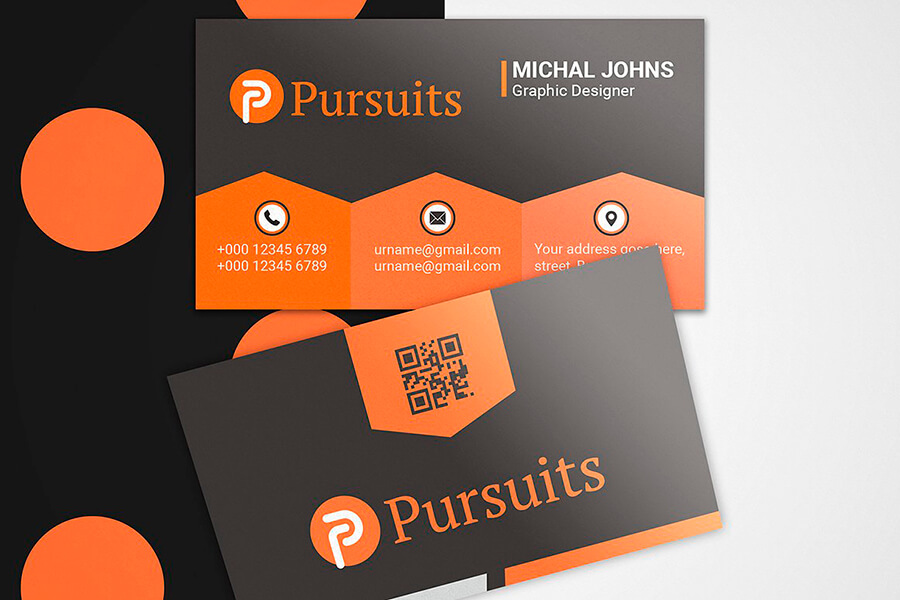 Pursuits
MICHAL JOHNS
Graphic Designer
+000 12345 6789
+000 12345 6789
urname@gmail.com
urname@gmail.com
Your address goes here,
street,
Pursuits